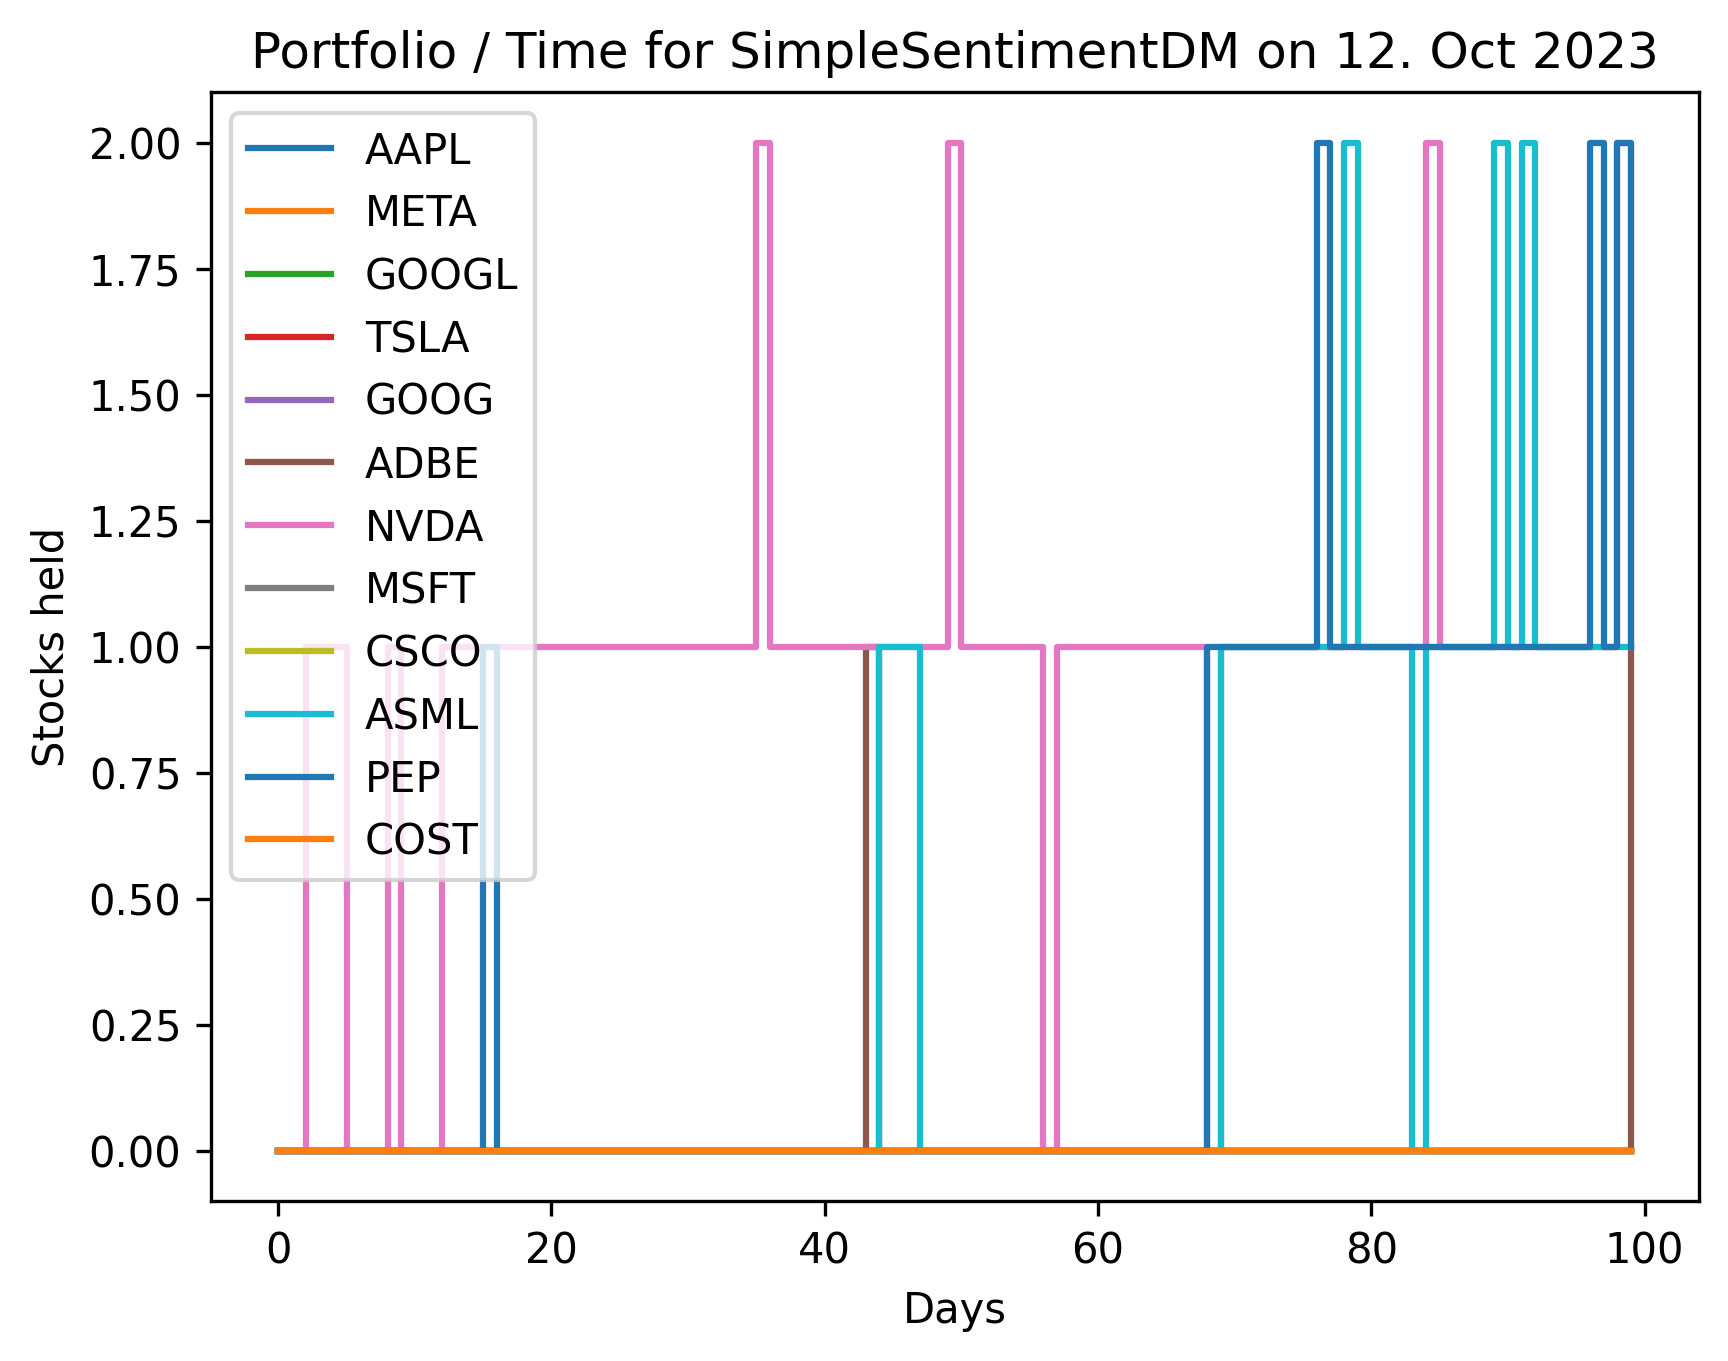 Portfolio / Time for SimpleSentimentDM on 12. Oct 2023
AAPL
META
GOOGL
TSLA
GOOG
ADBE
NVDA
MSFT
CSCO
ASML
PEP
COST
2.00
1.75
1.50
1.25
1.00
0.75
0.50
0.25
0.00
Stocks held
0 20 40 60 80 100
Days